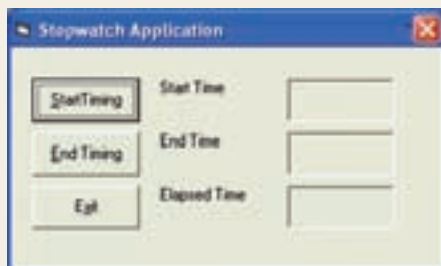 Stopwatch Application
StartTiming Start Time
End Timing End Time
Exit Elapsed Time